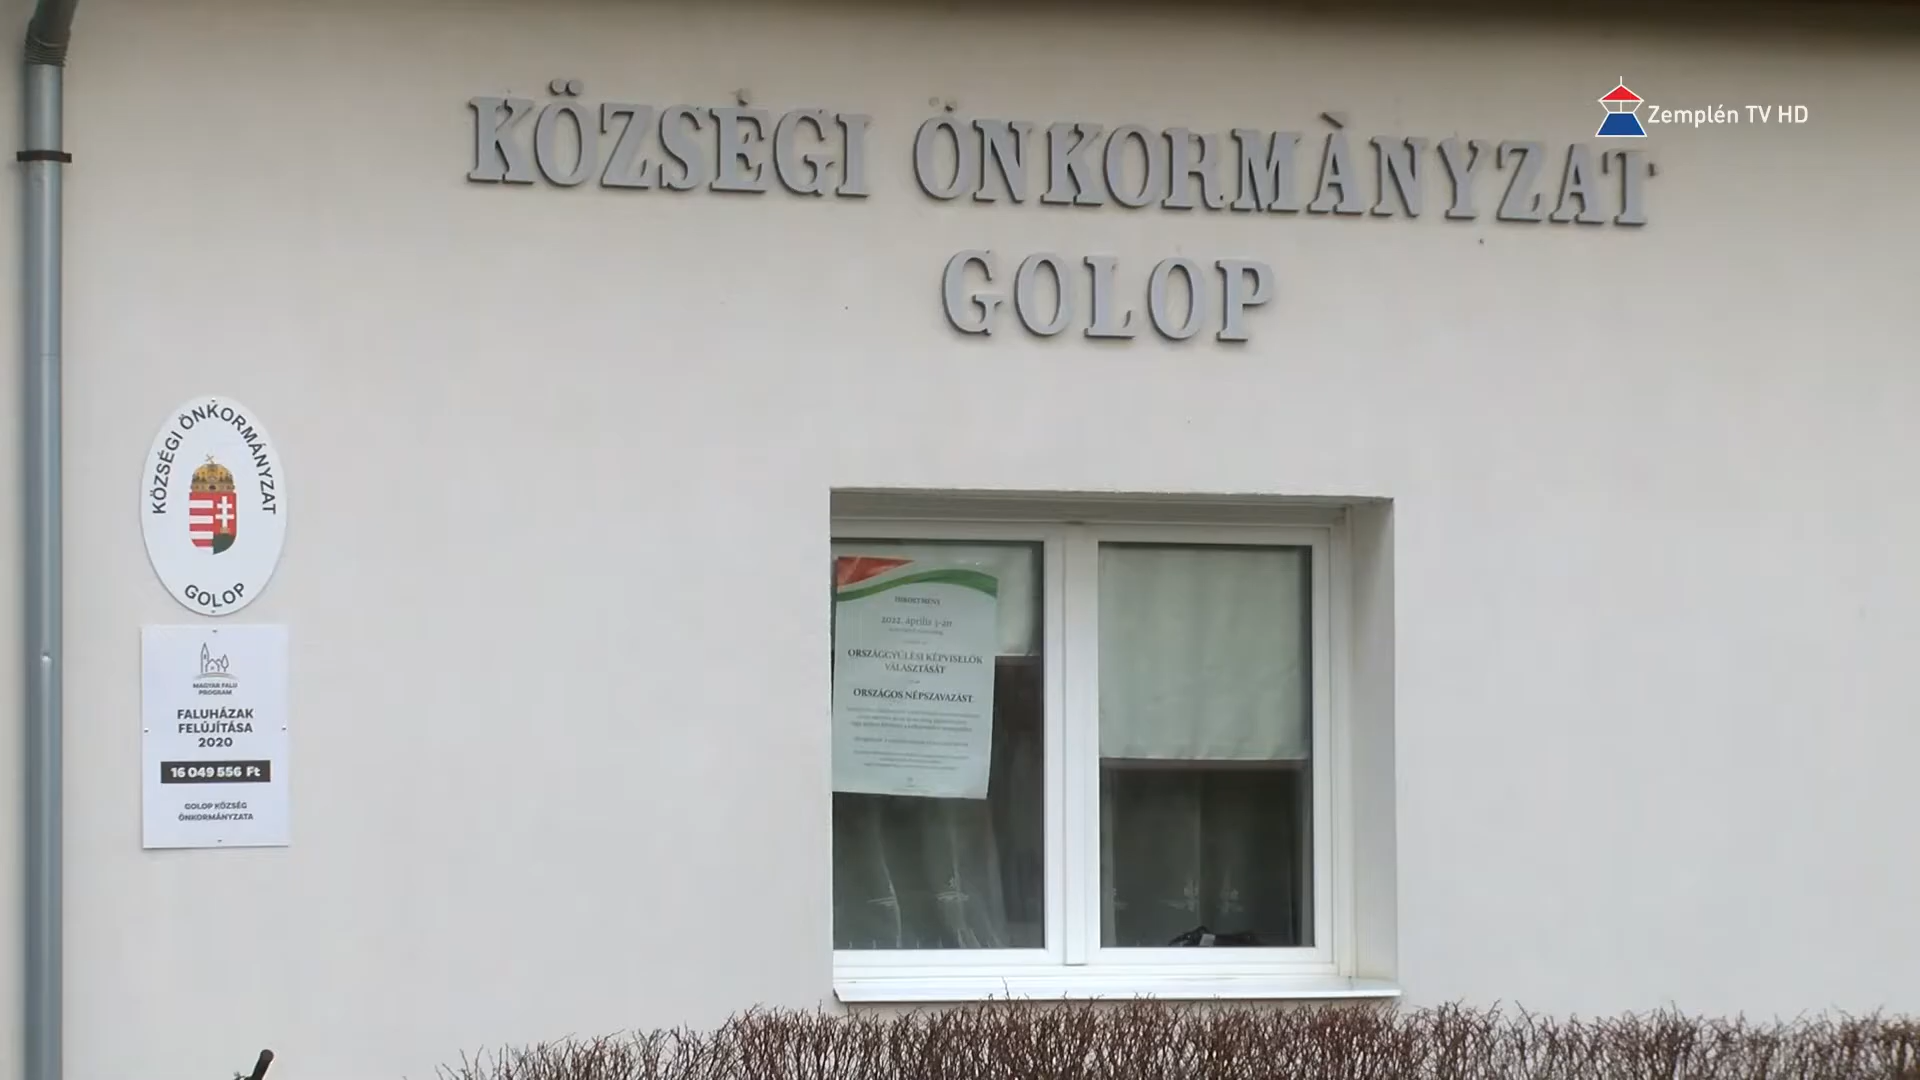 Zemplén TV HD
KÖZSÉGI ÖNKORMÁNYZAT
GOLOP
KÖZSÉGI ÖNKORMÁNYZAT
GOLOP
MAGYAR FALU
PROGRAM
FALUHÁZAK
FELÚJÍTÁSA
2020
16 049 556 Ft
GOLOP KÖZSÉG
ÖNKORMÁNYZATA
HIRDETMÉNY
2022. április 3-án
ORSZÁGGYŰLÉSI KÉPVISELŐK
VÁLASZTÁSÁT
ORSZÁGOS NÉPSZAVAZÁST